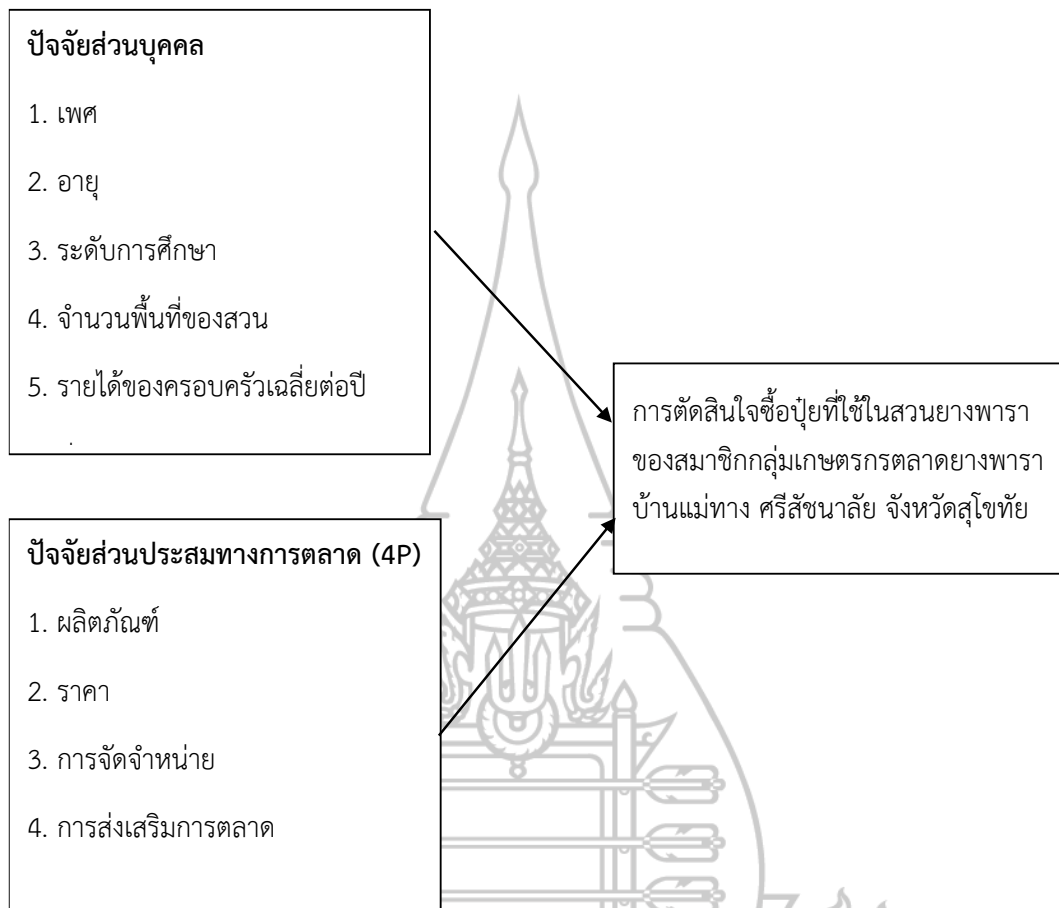 ปัจจัยส่วนบุคคล
1. เพศ
2. อายุ
3. ระดับการศึกษา
4. จำนวนพื้นที่ของสวน
5. รายได้ของครอบครัวเฉลี่ยต่อปี
การตัดสินใจซื้อปุ๋ยที่ใช้ในสวนยางพารา
ของสมาชิกกลุ่มเกษตรกรตลาดยางพารา
บ้านแม่ทาง ศรีสัชนาลัย จังหวัดสุโขทัย
ปัจจัยส่วนประสมทางการตลาด (4P)
1. ผลิตภัณฑ์
2. ราคา
3. การจัดจำหน่าย
4. การส่งเสริมการตลาด